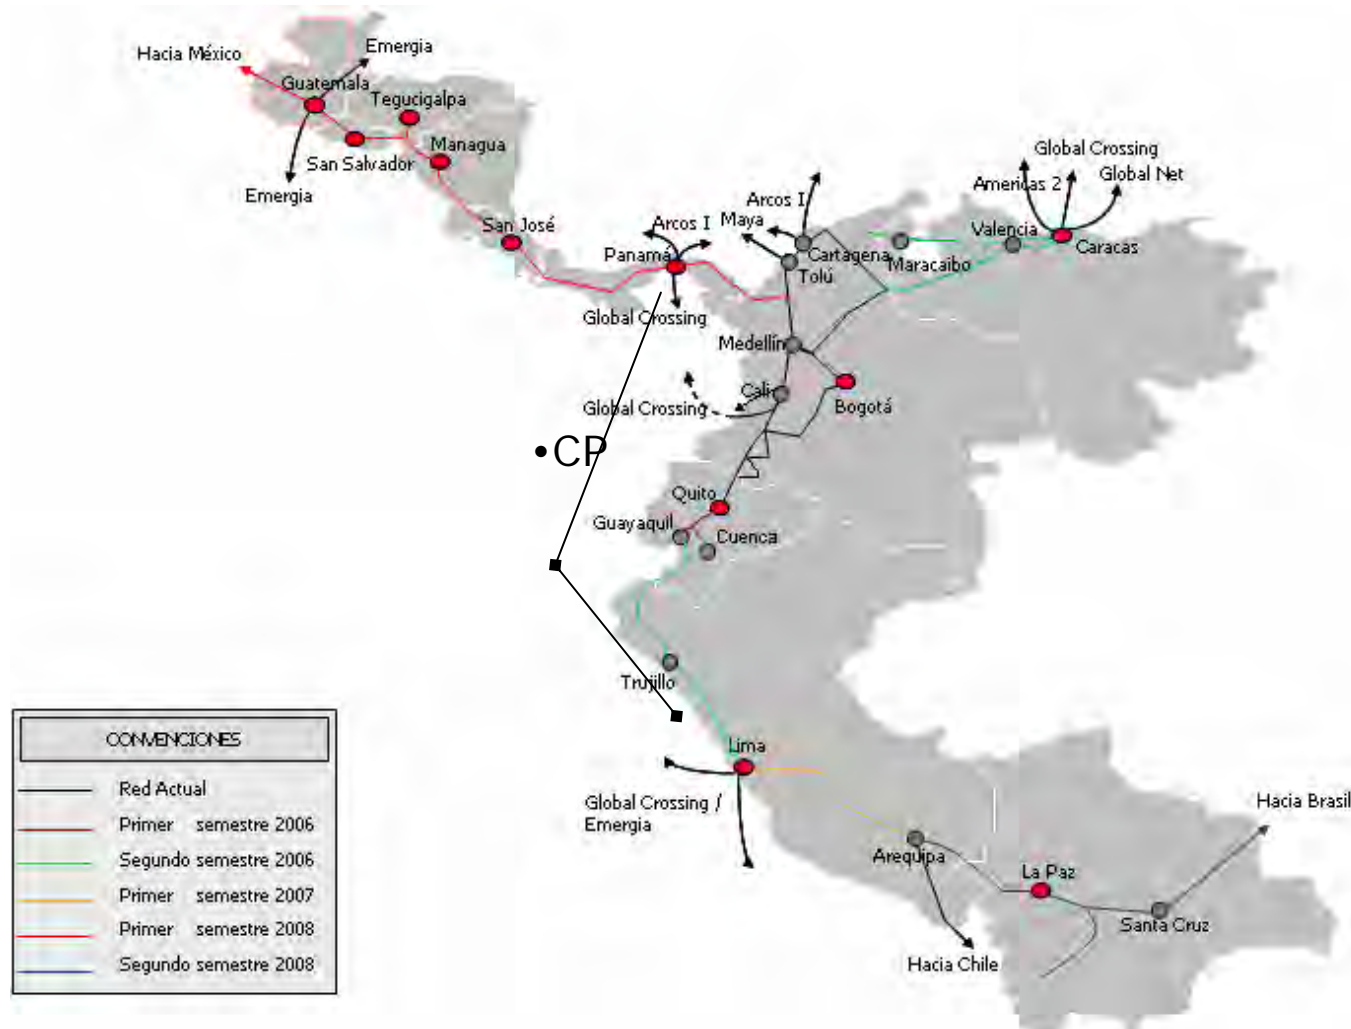 Hacia México
Emergia
Guatemala
Tegucigalpa
San Salvador
Managua
Emergia
San José
Panamá
Arcos I
Global Crossing
Maya
Arcos I
Cartagena
Tolú
Maracaibo
Valencia
Caracas
Americas 2
Global Crossing
Global Net
Medellín
Cali
Global Crossing
Bogotá
•CP
Quito
Guayaquil
Cuenca
Trujillo
Lima
Global Crossing /
Emergia
Arequipa
La Paz
Santa Cruz
Hacia Brasil
Hacia Chile
CONVENCIONES
Red Actual
Primer semestre 2006
Segundo semestre 2006
Primer semestre 2007
Primer semestre 2008
Segundo semestre 2008